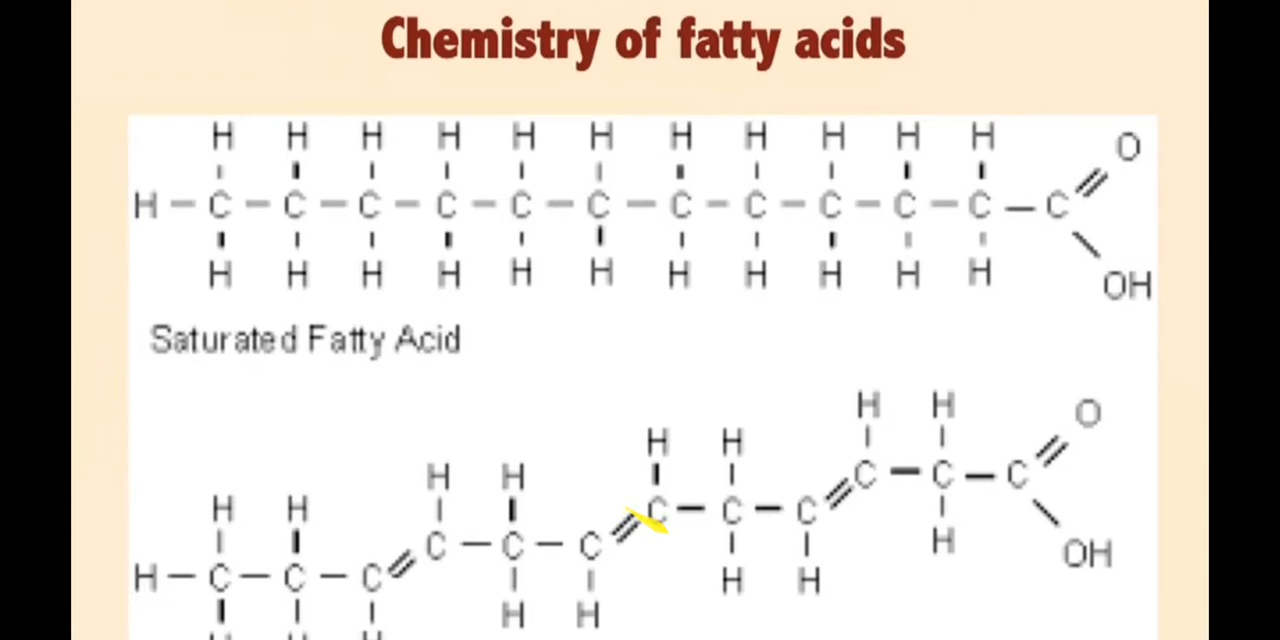 Chemistry of fatty acids
H H H H H H H H H H H O
H C C C C C C C C C C C C
H H H H H H H H H H H OH
Saturated Fatty Acid
H H O
H H C C C
H H C C C H
H H C C C H H OH
H C C C H H
H H H